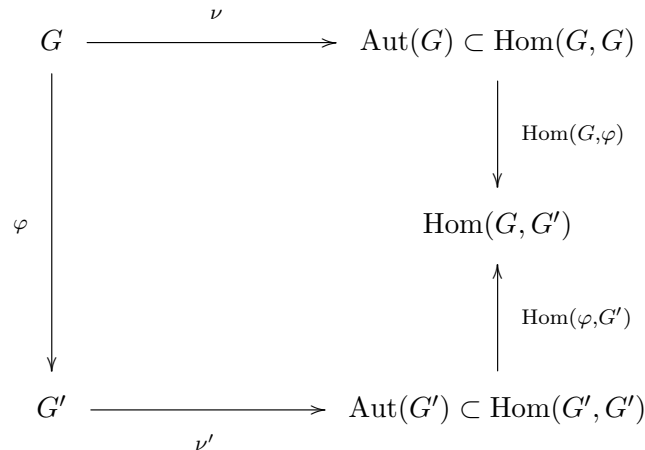 ν
G Aut(G) ⊂ Hom(G, G)
Hom(G,φ)
φ Hom(G, G′)
Hom(φ,G′)
G′ Aut(G′) ⊂ Hom(G′, G′)
ν′